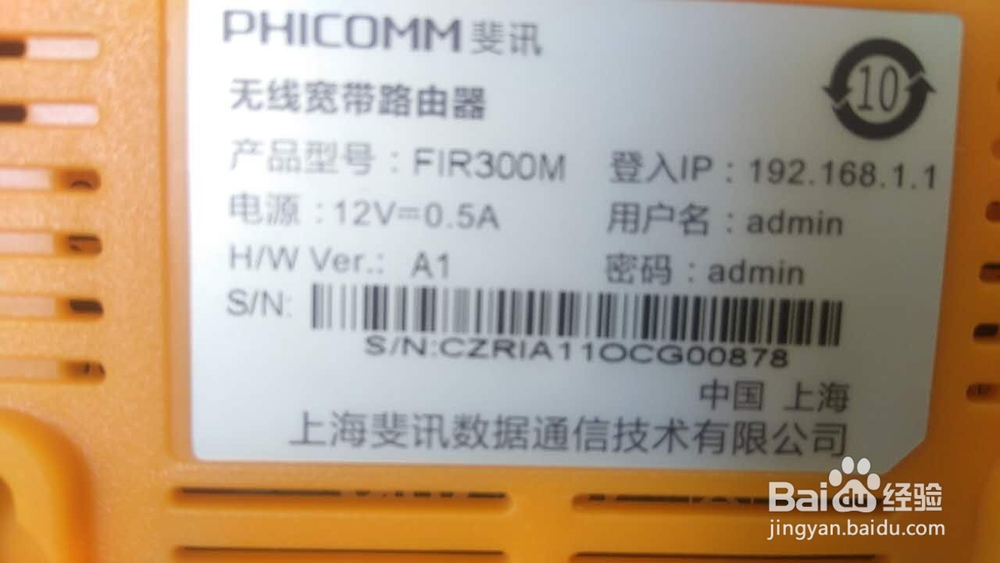 PHICOMM 斐讯
10
无线宽带路由器
产品型号：FIR300M 登入IP：192.168.1.1
电源：12V⎓0.5A 用户名：admin
H/W Ver.: A1 密码：admin
S/N:
S/N:CZRIA11OCG00878
中国 上海
上海斐讯数据通信技术有限公司
Baidu经验
jingyan.baidu.com